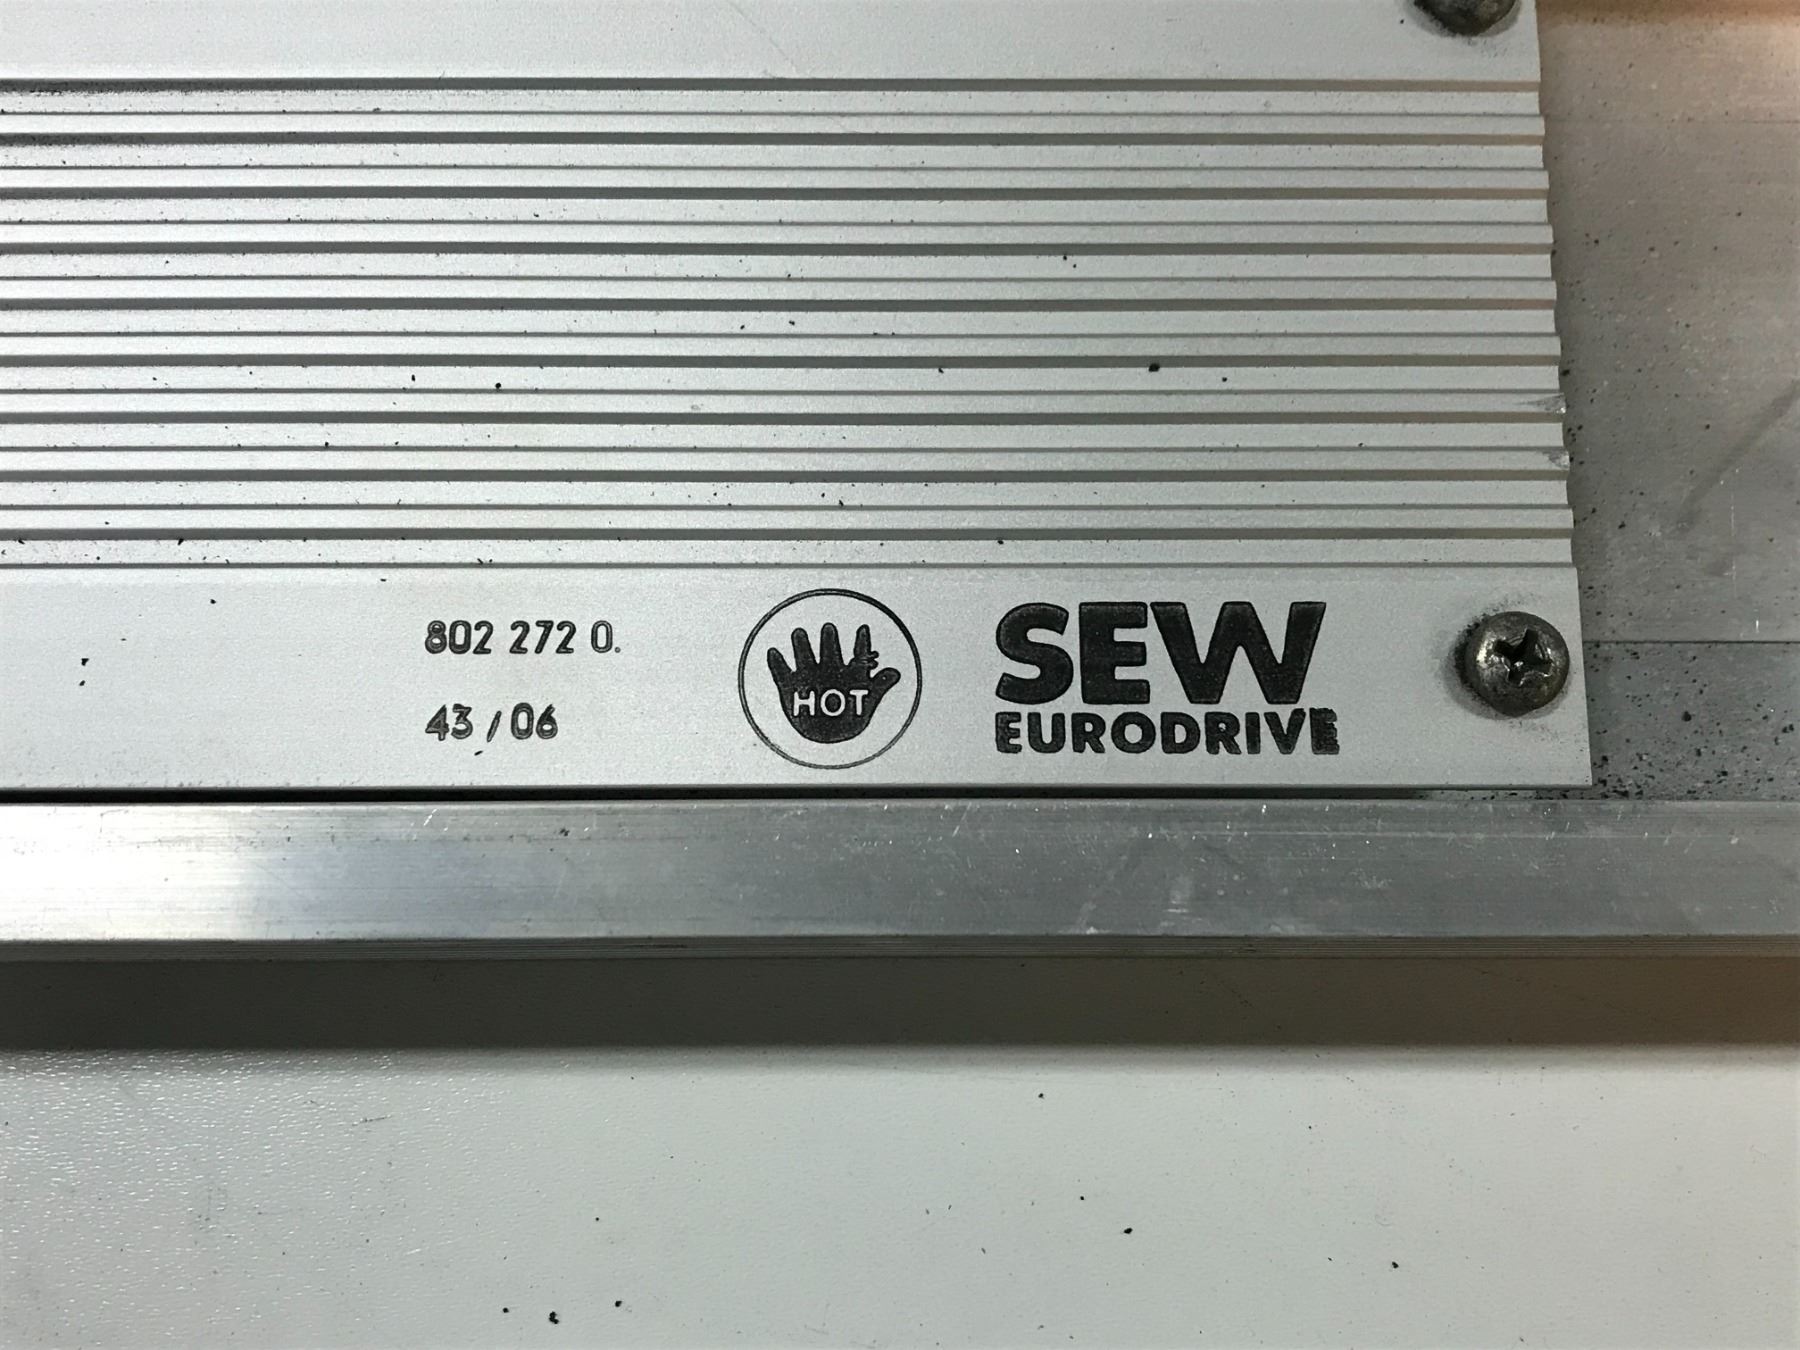 802 272 0.
43 / 06
HOT
SEW
EURODRIVE